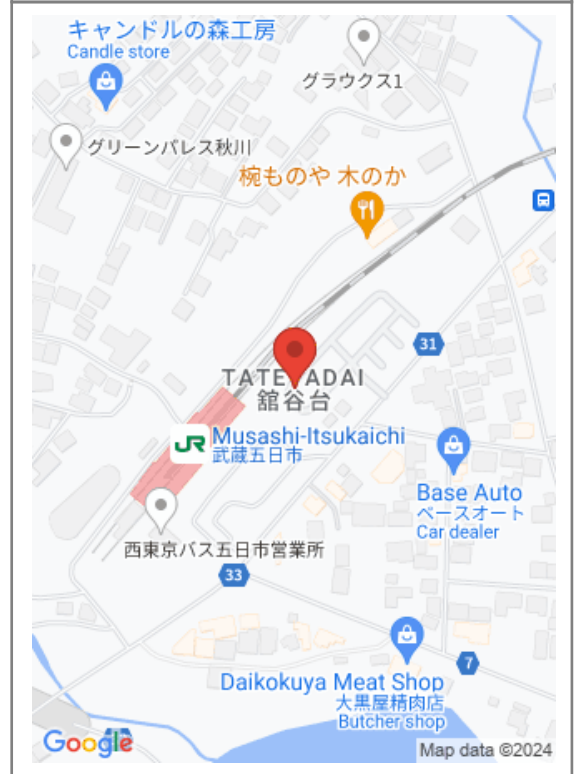 キャンドルの森工房
Candle store
グラウクス1
グリーンパレス秋川
椀ものや 木のか
31
TATEYADAI
舘谷台
JR
Musashi-Itsukaichi
武蔵五日市
Base Auto
ベースオート
Car dealer
西東京バス五日市営業所
33
7
Daikokuya Meat Shop
大黒屋精肉店
Butcher shop
Google
Map data ©2024